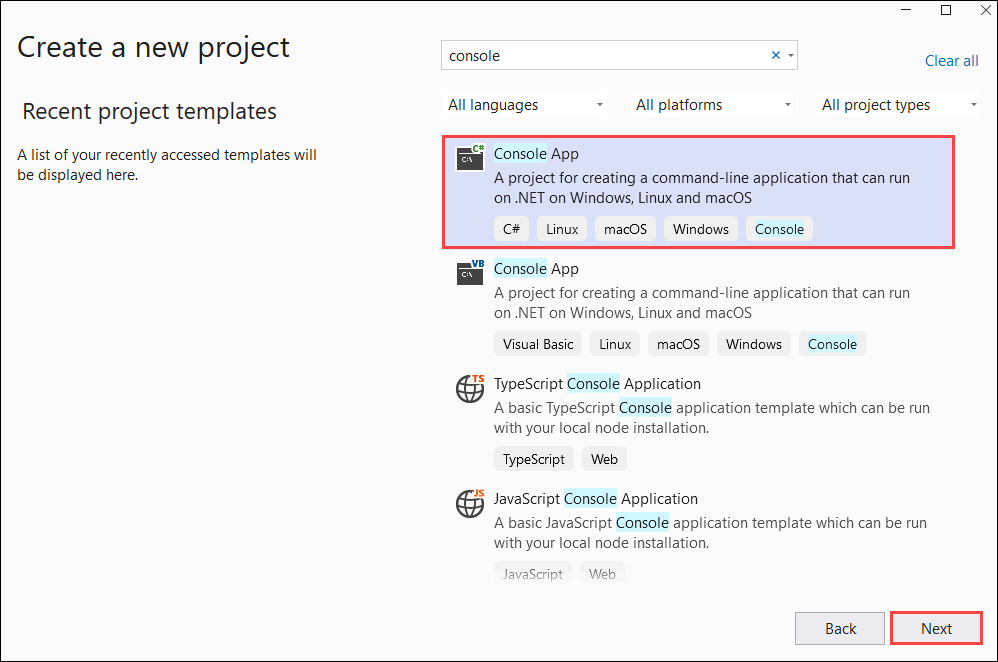 Create a new project
Recent project templates
A list of your recently accessed templates will
be displayed here.
console
Clear all
All languages
All platforms
All project types
C#
C:\
Console App
A project for creating a command-line application that can run
on .NET on Windows, Linux and macOS
C# Linux macOS Windows Console
VB
C:\
Console App
A project for creating a command-line application that can run
on .NET on Windows, Linux and macOS
Visual Basic Linux macOS Windows Console
TS
TypeScript Console Application
A basic TypeScript Console application template which can be run
with your local node installation.
TypeScript Web
JS
JavaScript Console Application
A basic JavaScript Console application template which can be run
with your local node installation.
JavaScript Web
Back
Next